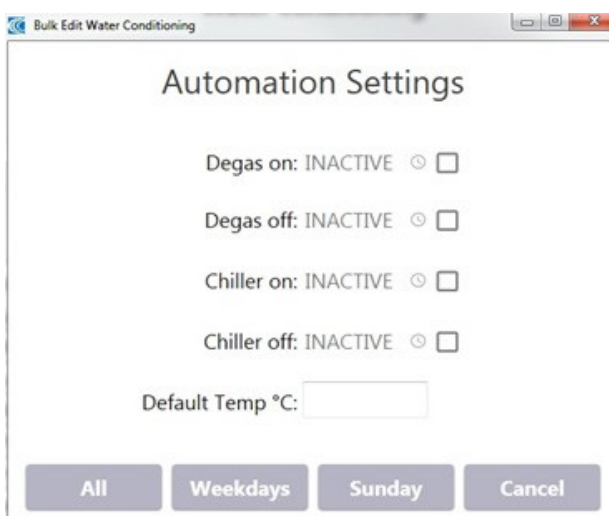 Bulk Edit Water Conditioning
Automation Settings
Degas on: INACTIVE
Degas off: INACTIVE
Chiller on: INACTIVE
Chiller off: INACTIVE
Default Temp °C:
All Weekdays Sunday Cancel